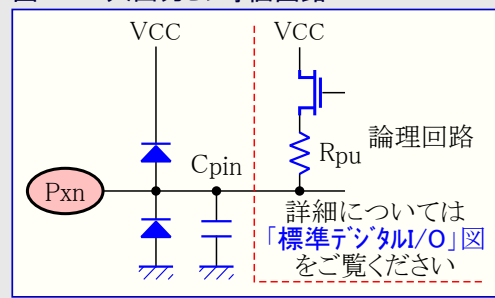 VCC
VCC
論理回路
Rpu
Cpin
Pxn
詳細については
「標準デジタルI/O」図
をご覧ください